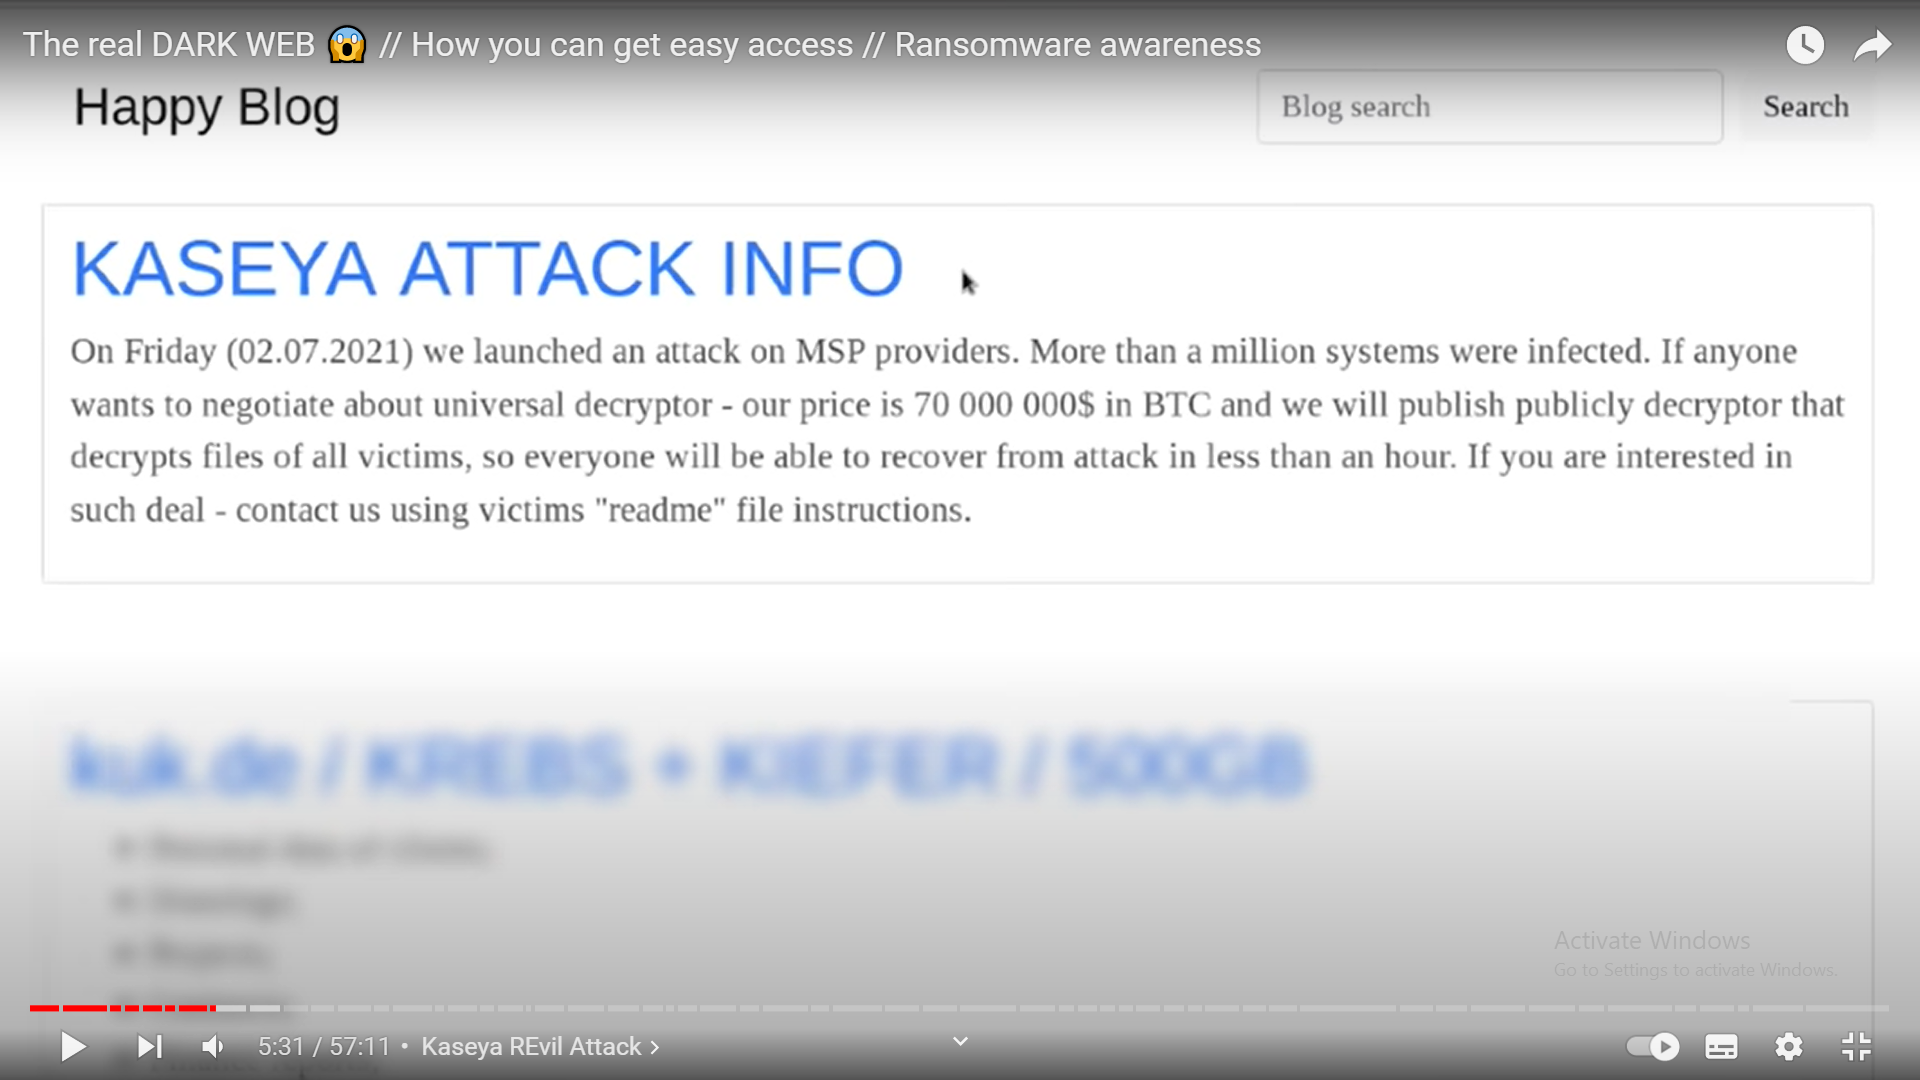 The real DARK WEB 😱 // How you can get easy access // Ransomware awareness
Happy Blog
Blog search
Search
KASEYA ATTACK INFO
On Friday (02.07.2021) we launched an attack on MSP providers. More than a million systems were infected. If anyone
wants to negotiate about universal decryptor - our price is 70 000 000$ in BTC and we will publish publicly decryptor that
decrypts files of all victims, so everyone will be able to recover from attack in less than an hour. If you are interested in
such deal - contact us using victims "readme" file instructions.
kuk.de / KREBS + KIEFER / 500GB
Activate Windows
Go to Settings to activate Windows.
5:31 / 57:11 • Kaseya REvil Attack